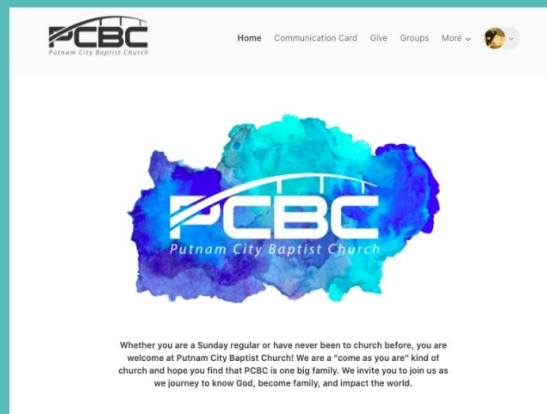 PCBC
Putnam City Baptist Church
Home Communication Card Give Groups More
PCBC
Putnam City Baptist Church
Whether you are a Sunday regular or have never been to church before, you are
welcome at Putnam City Baptist Church! We are a "come as you are" kind of
church and hope you find that PCBC is one big family. We invite you to join us as
we journey to know God, become family, and impact the world.